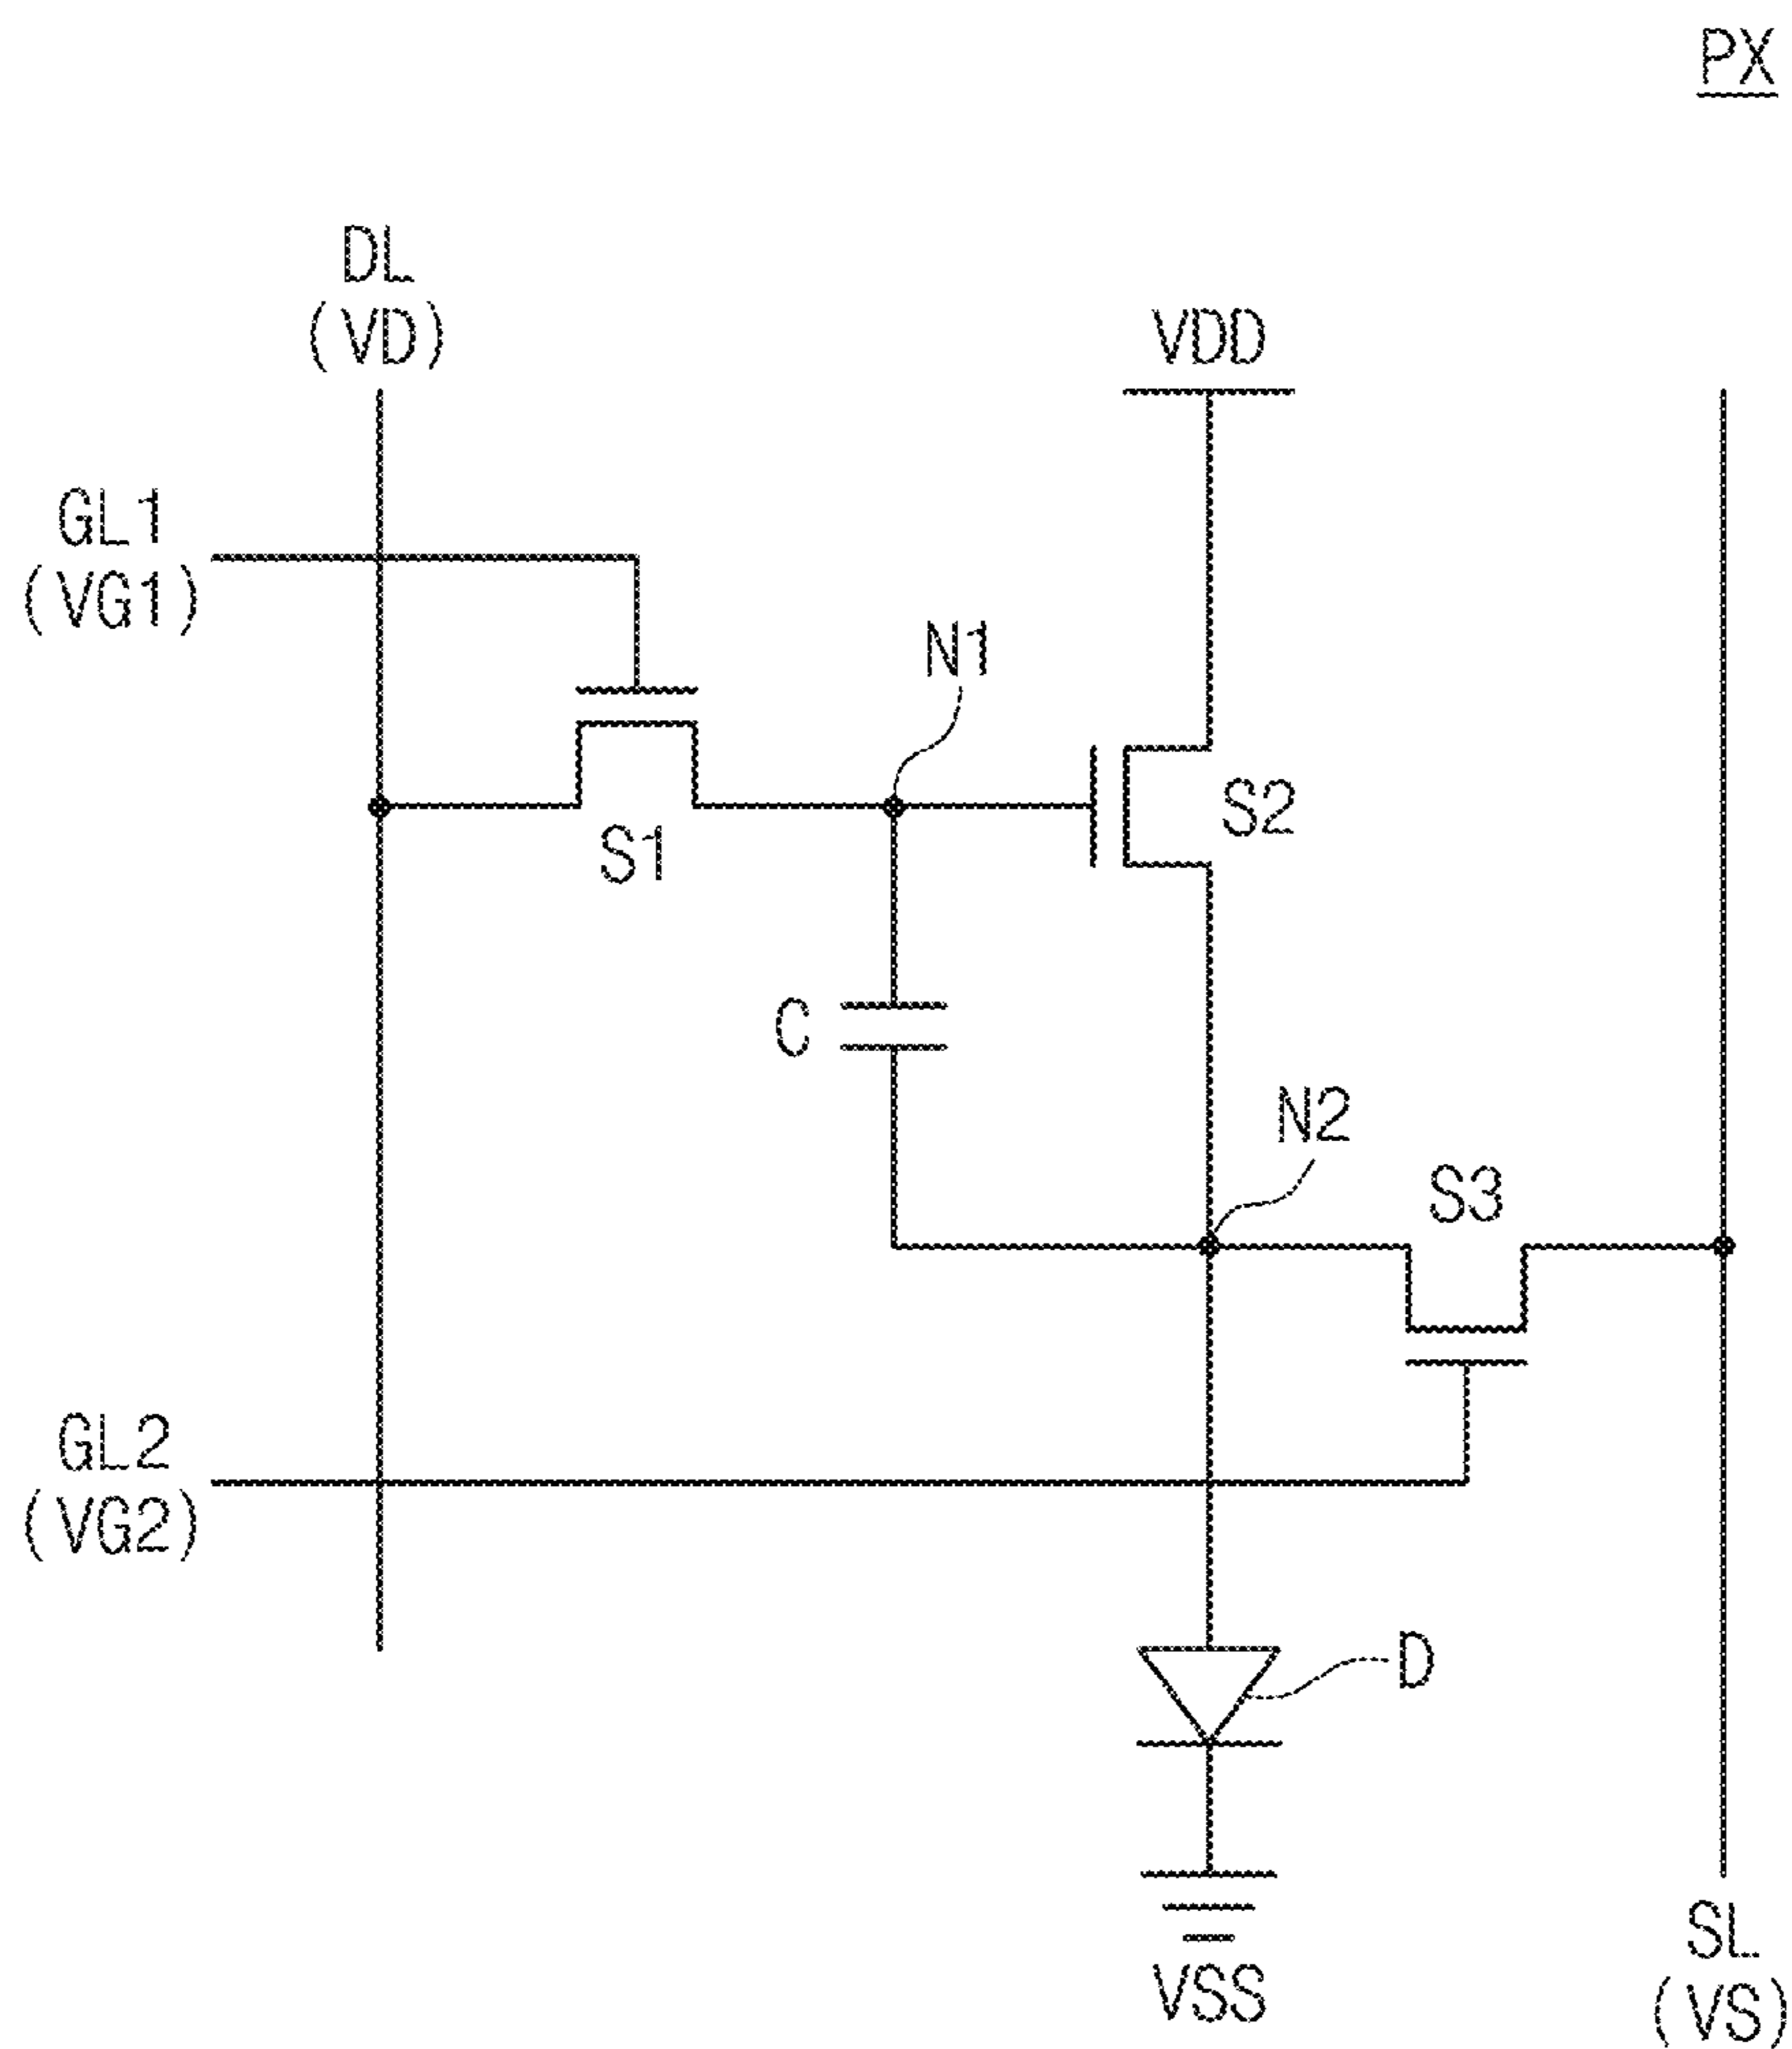 PX
DL
(VD)
VDD
GL1
(VG1)
N1
S2
S1
C
N2
S3
GL2
(VG2)
D
SL
(VS)
VSS